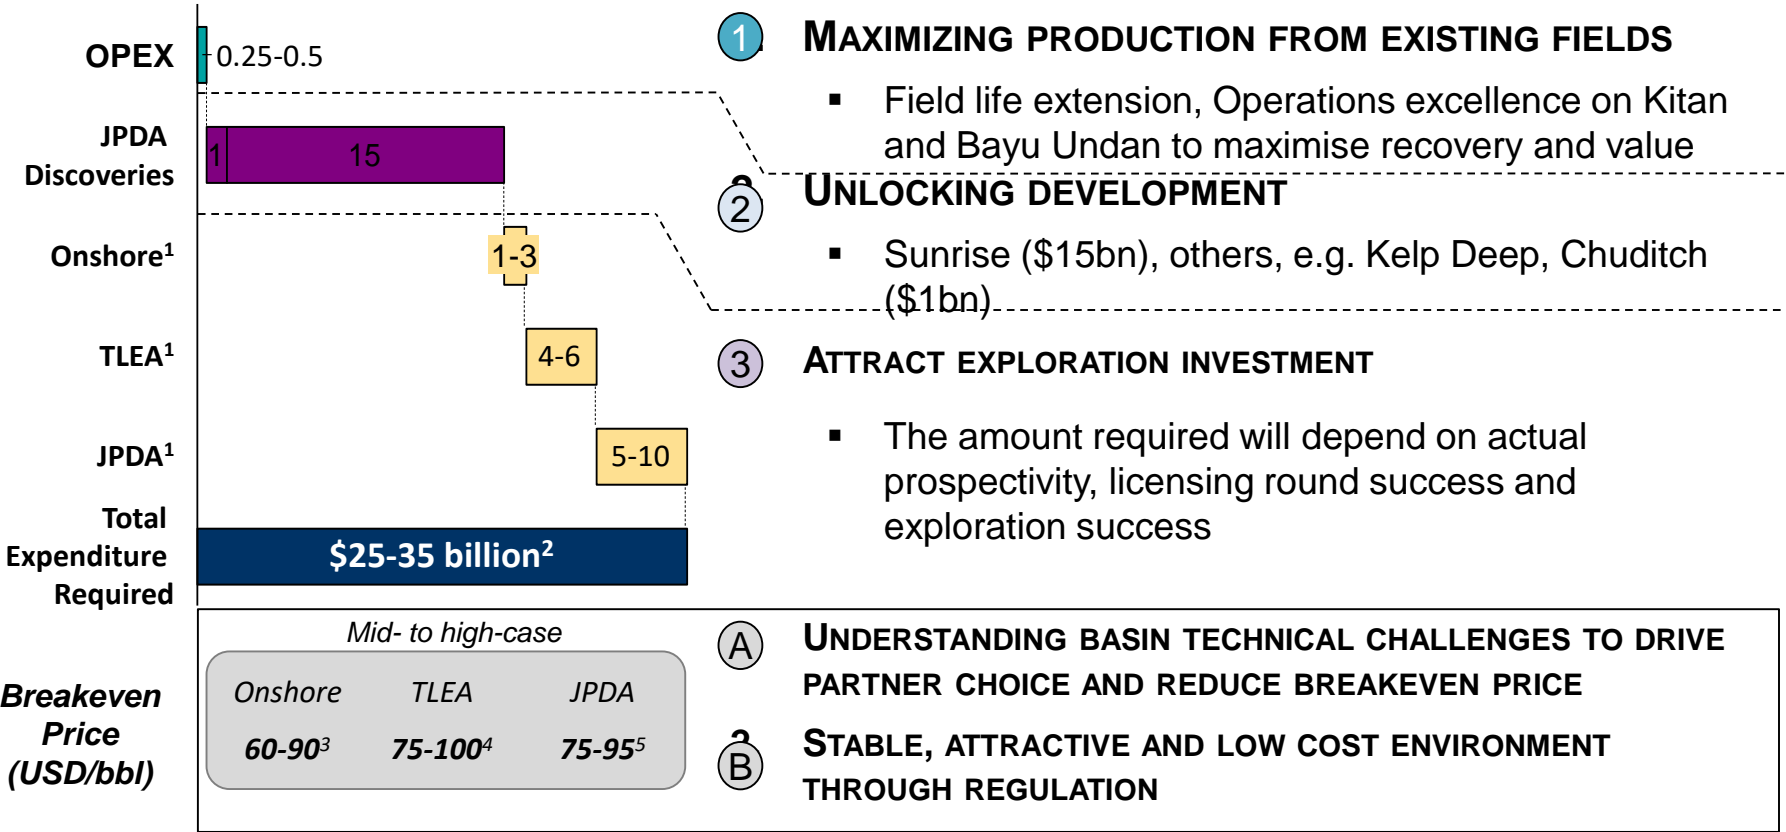 OPEX
0.25-0.5
JPDA
Discoveries
1
15
Onshore1
1-3
TLEA1
4-6
JPDA1
5-10
Total
Expenditure
Required
$25-35 billion2
1
MAXIMIZING PRODUCTION FROM EXISTING FIELDS
▪ Field life extension, Operations excellence on Kitan
and Bayu Undan to maximise recovery and value
2
UNLOCKING DEVELOPMENT
▪ Sunrise ($15bn), others, e.g. Kelp Deep, Chuditch
($1bn)
3
ATTRACT EXPLORATION INVESTMENT
▪ The amount required will depend on actual
prospectivity, licensing round success and
exploration success
Breakeven
Price
(USD/bbl)
Mid- to high-case
Onshore TLEA JPDA
60-903 75-1004 75-955
A
UNDERSTANDING BASIN TECHNICAL CHALLENGES TO DRIVE
PARTNER CHOICE AND REDUCE BREAKEVEN PRICE
B
STABLE, ATTRACTIVE AND LOW COST ENVIRONMENT
THROUGH REGULATION